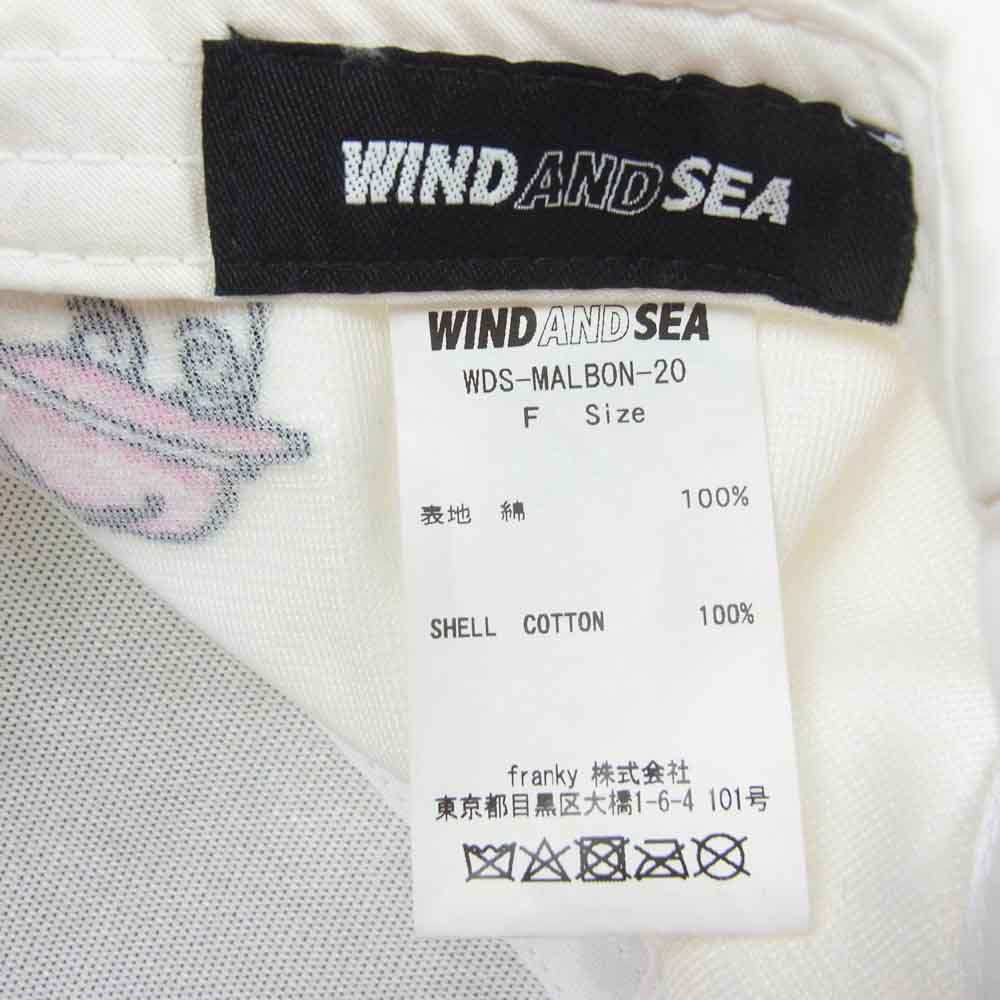 WIND AND SEA
WIND AND SEA
WDS-MALBON-20
F Size
表地 綿 100%
SHELL COTTON 100%
franky 株式会社
東京都目黒区大橋1-6-4 101号